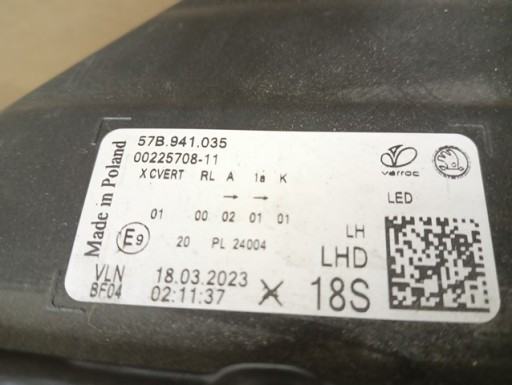 Made in Poland
57B.941.035
00225708-11
X CVERT RL A 1a K
→ →
01 00 02 01 01
E9 20 PL 24004
VLN
BF04
18.03.2023
02:11:37
varroc
LED
LH
LHD
18S